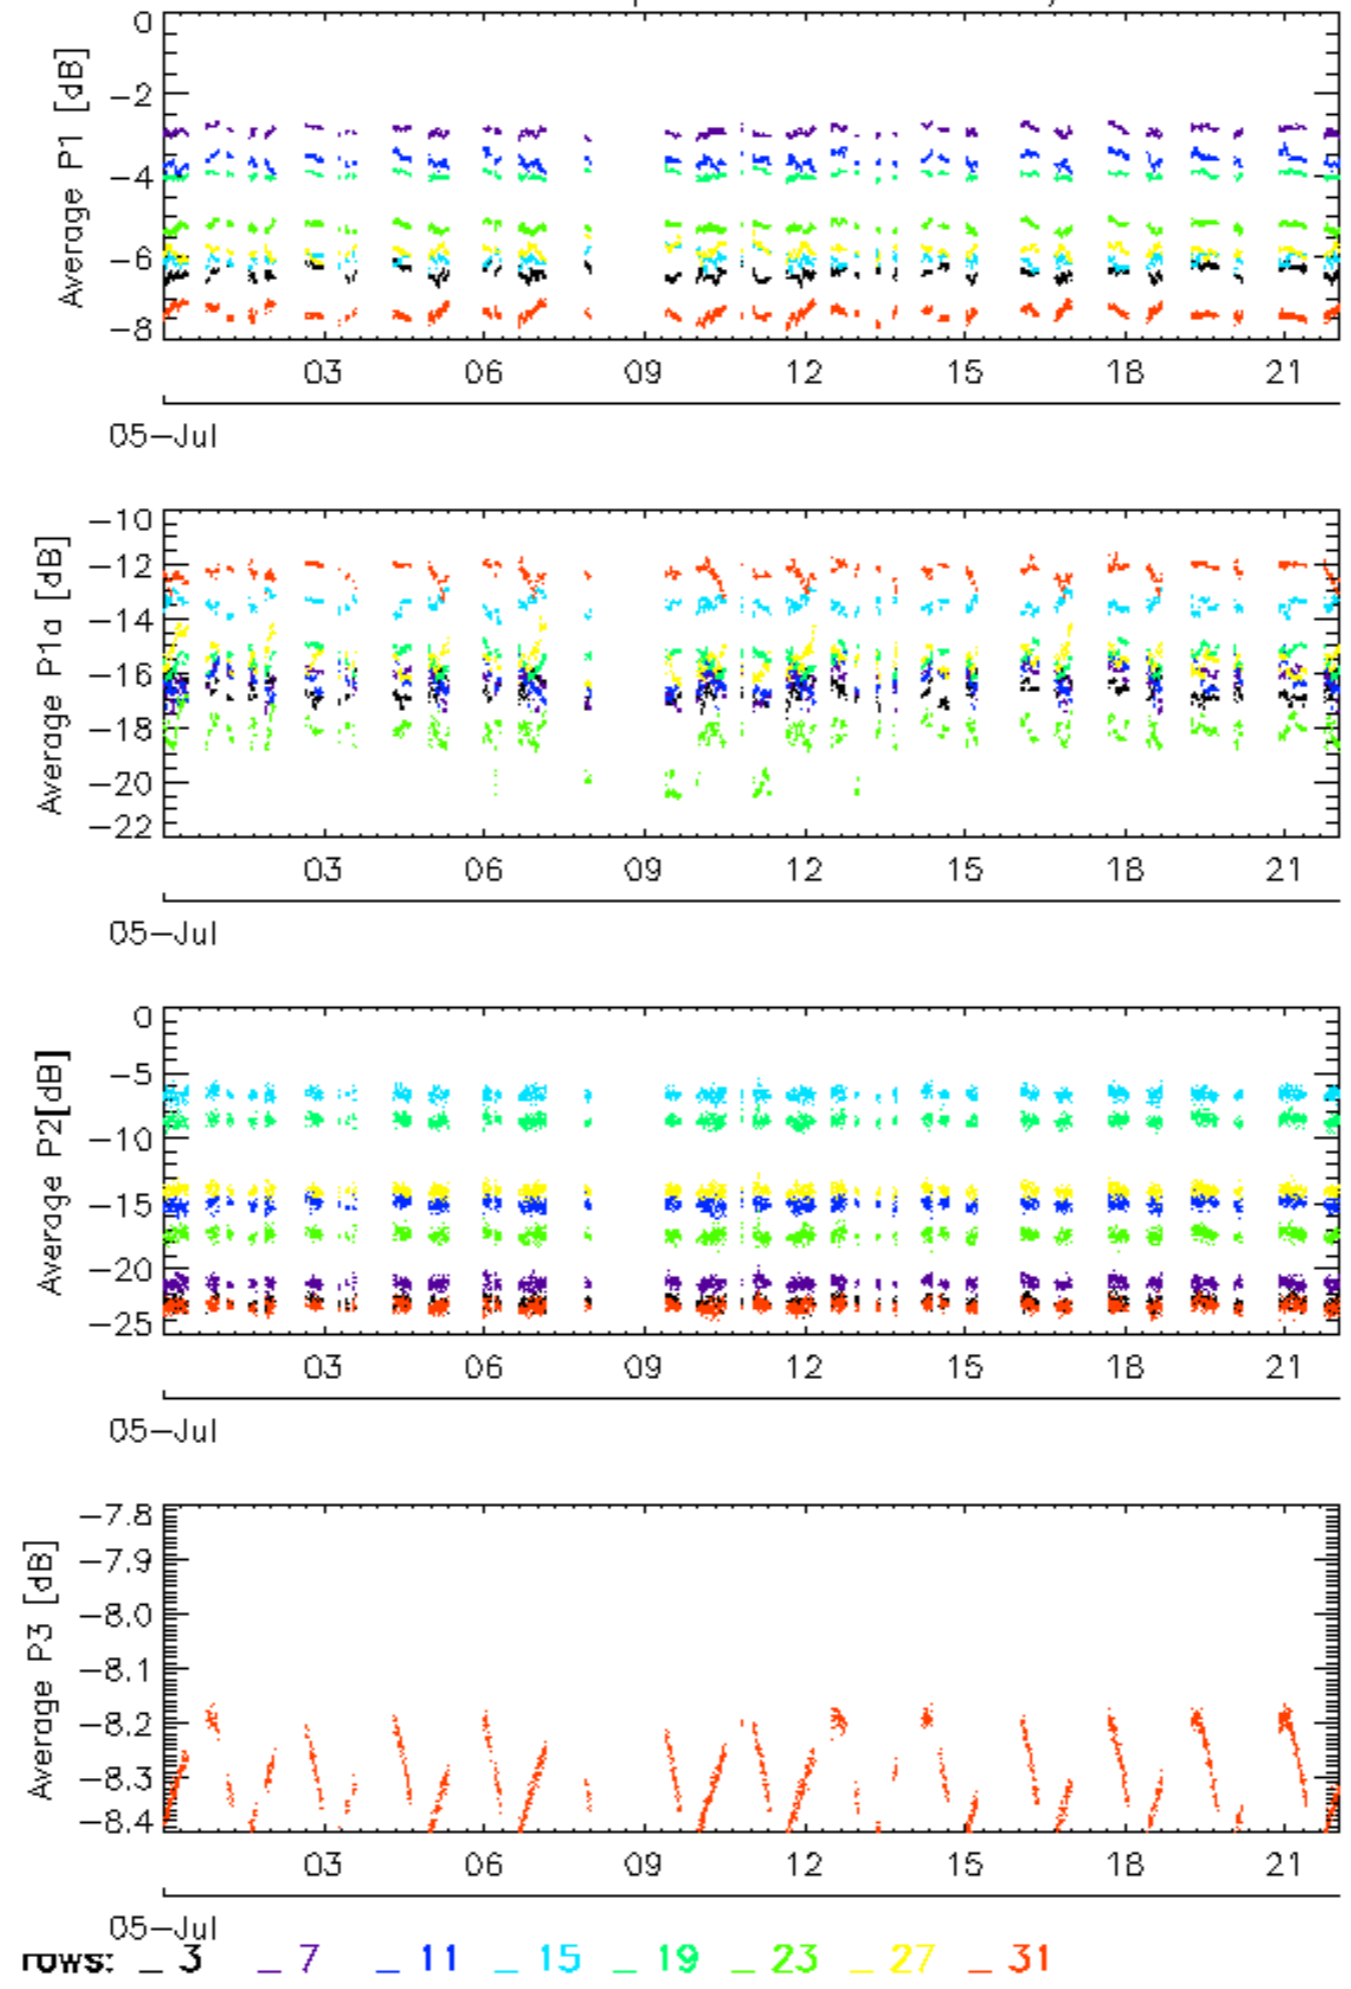 0
−2
−4
−6
−8
Average P1 [dB]
03 06 09 12 15 18 21
05−Jul
−10
−12
−14
−16
−18
−20
−22
Average P1a [dB]
03 06 09 12 15 18 21
05−Jul
0
−5
−10
−15
−20
−25
Average P2[dB]
03 06 09 12 15 18 21
05−Jul
−7.8
−7.9
−8.0
−8.1
−8.2
−8.3
−8.4
Average P3 [dB]
03 06 09 12 15 18 21
05−Jul
rows: _ 3 _ 7 _ 11 _ 15 _ 19 _ 23 _ 27 _ 31